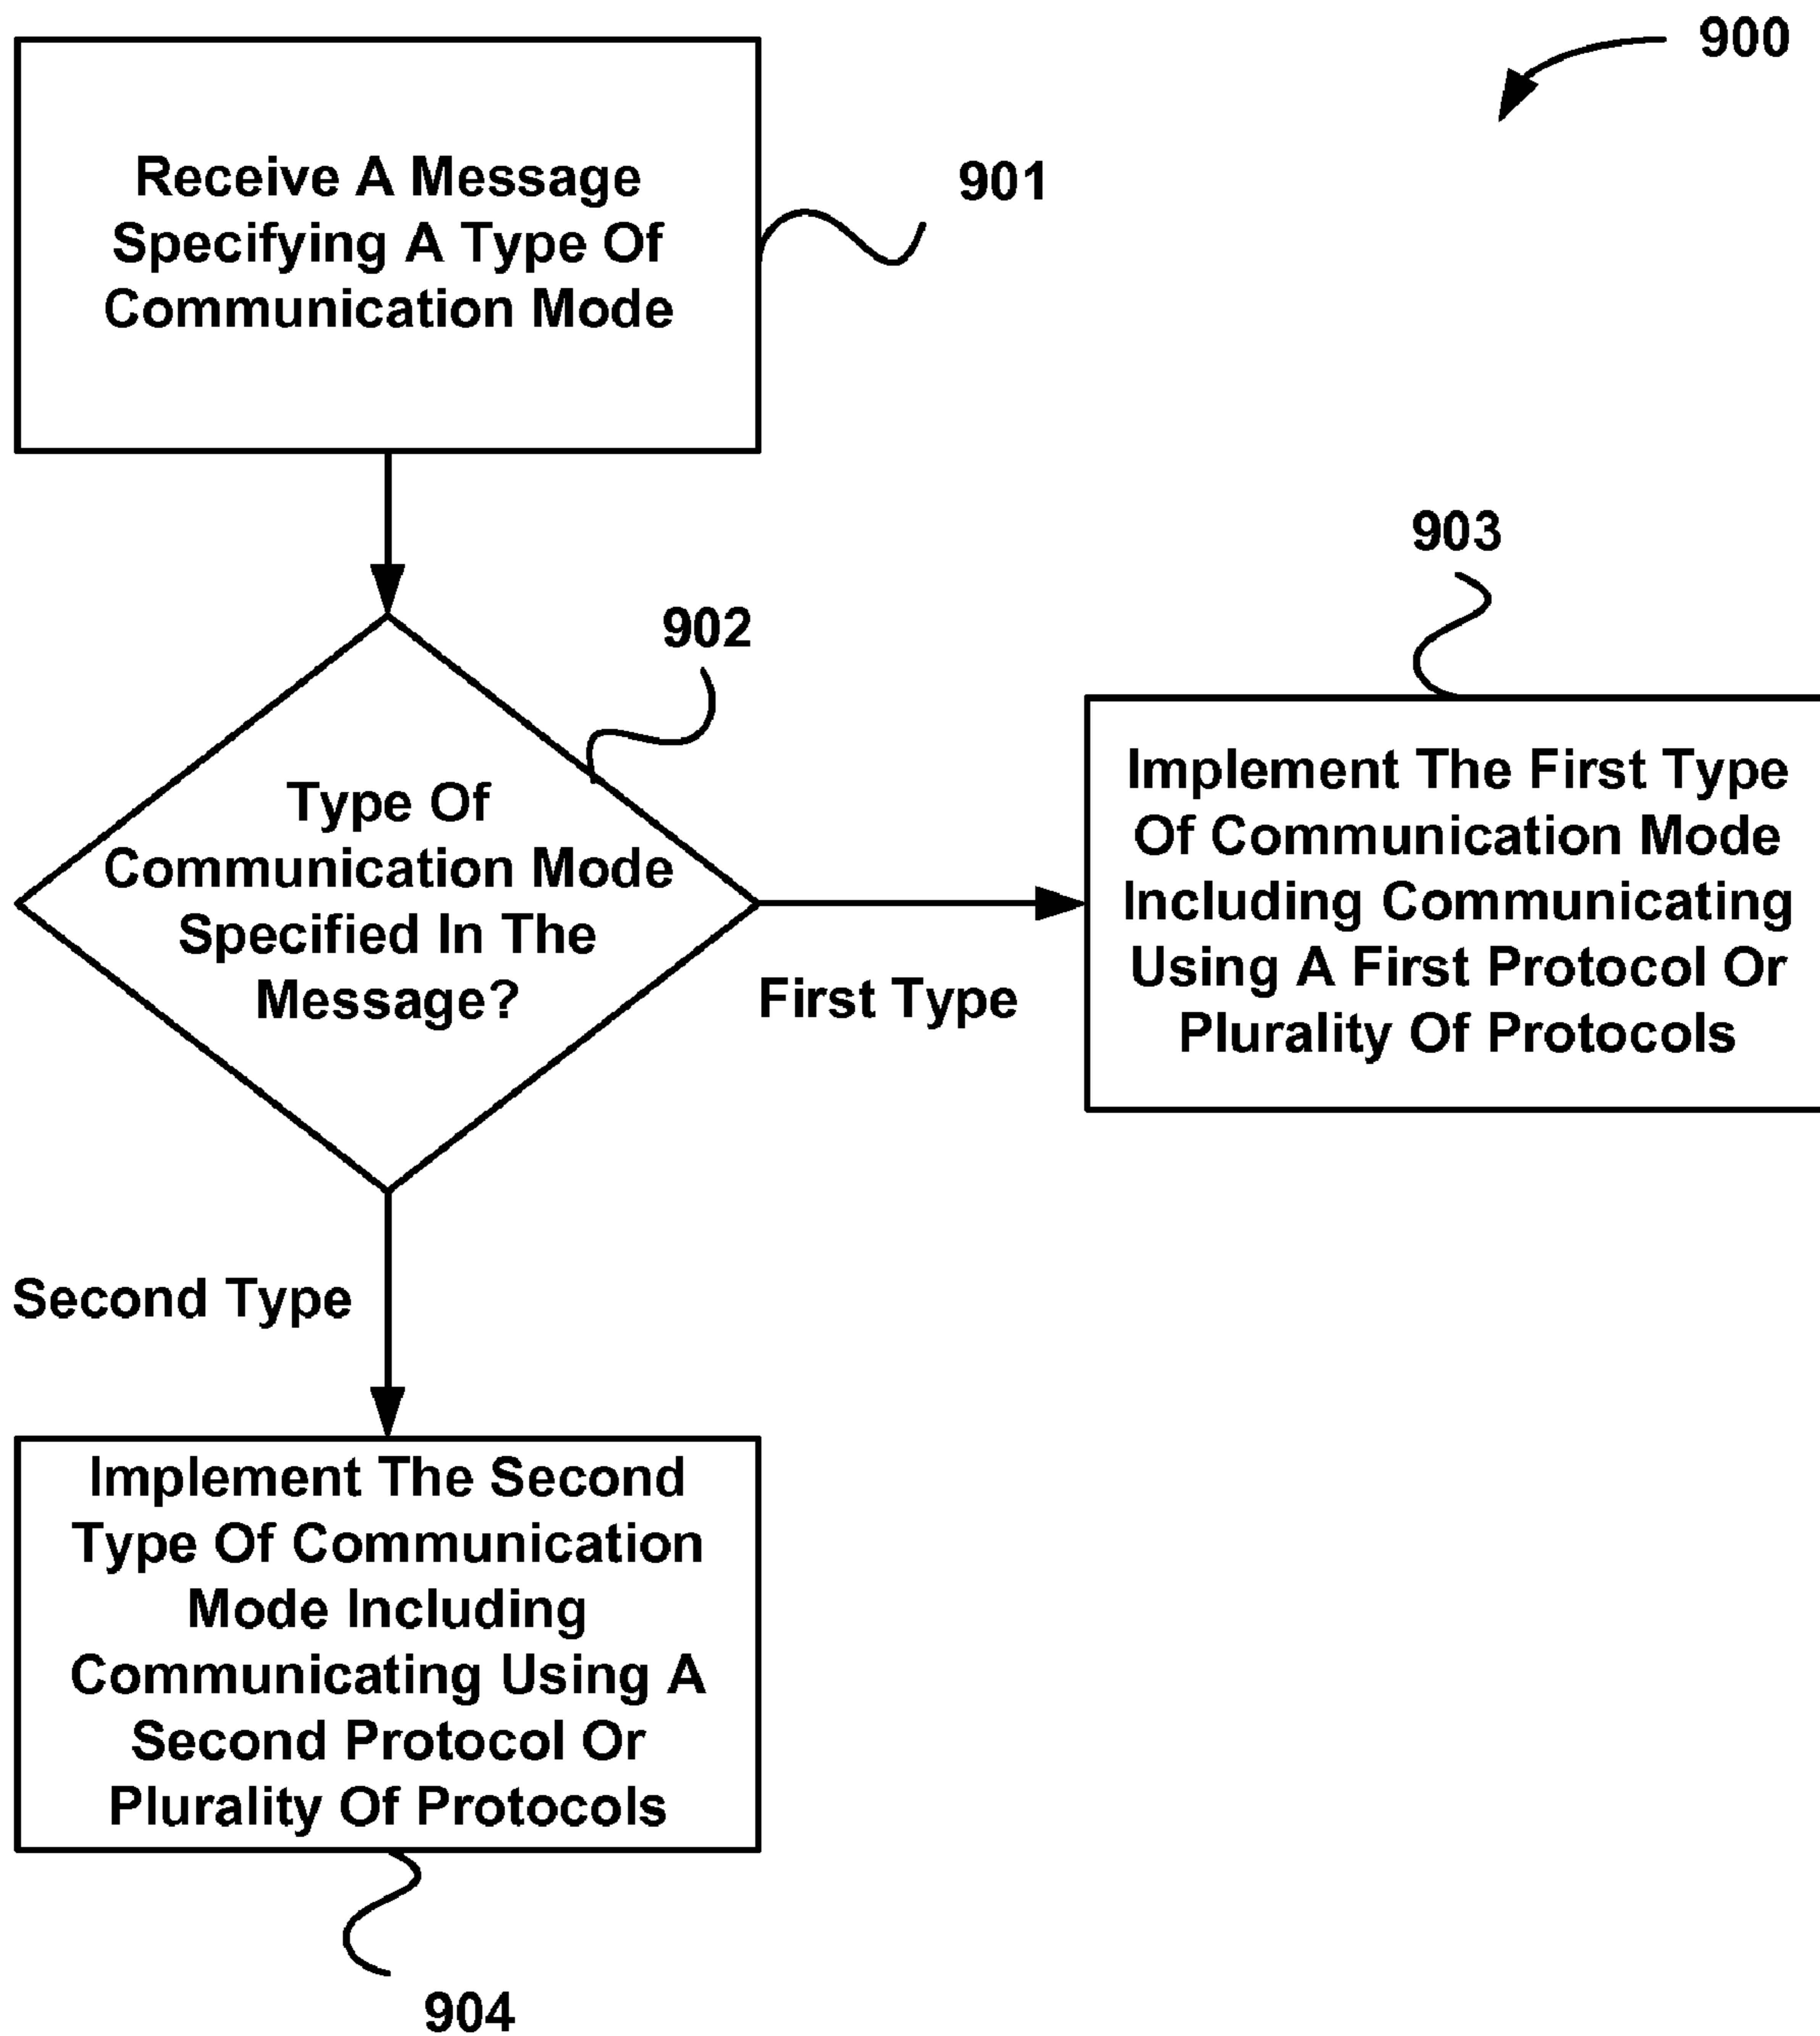 900
Receive A Message
Specifying A Type Of
Communication Mode
901
902
Type Of
Communication Mode
Specified In The
Message?
First Type
903
Implement The First Type
Of Communication Mode
Including Communicating
Using A First Protocol Or
Plurality Of Protocols
Second Type
Implement The Second
Type Of Communication
Mode Including
Communicating Using A
Second Protocol Or
Plurality Of Protocols
904